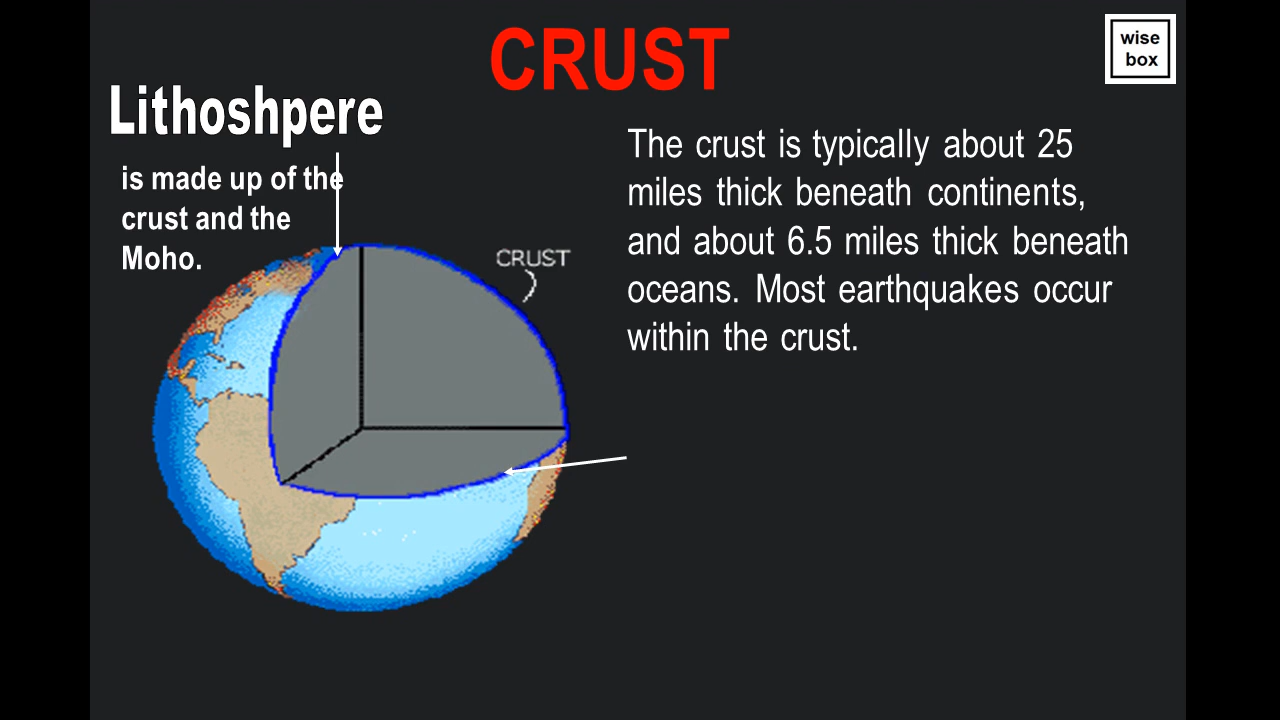 CRUST
wise
box
Lithoshpere
is made up of the
crust and the
Moho.
CRUST
The crust is typically about 25
miles thick beneath continents,
and about 6.5 miles thick beneath
oceans. Most earthquakes occur
within the crust.